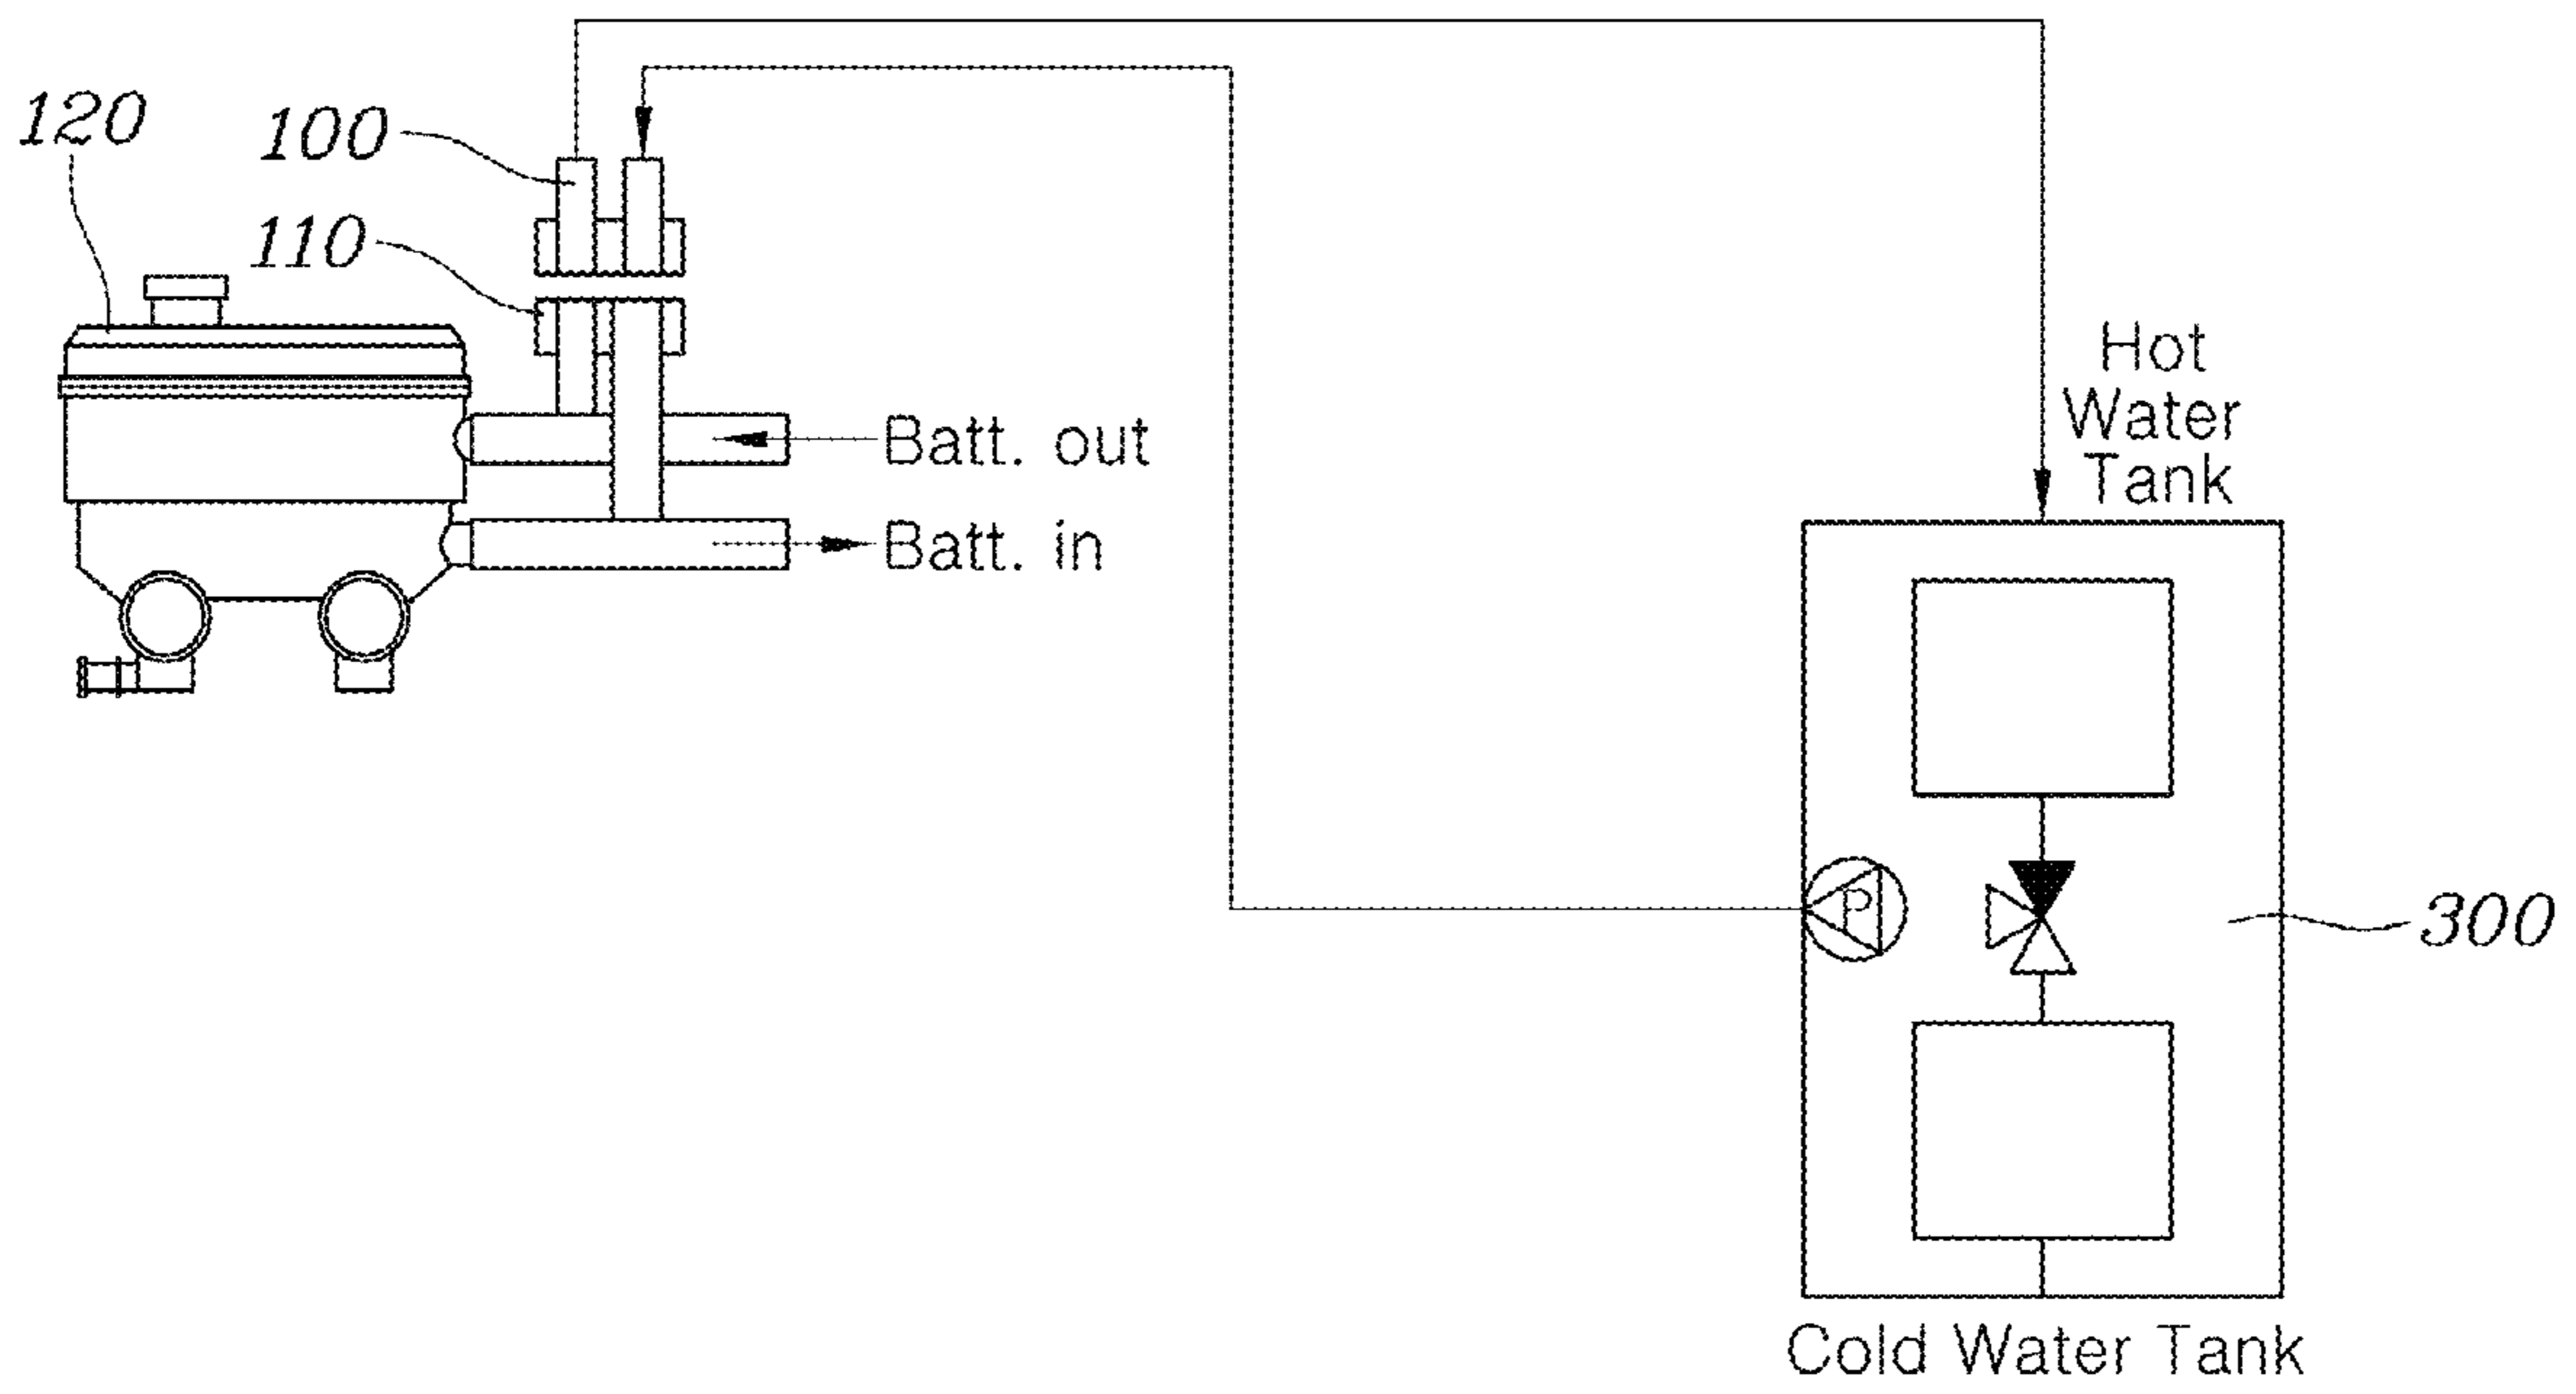 120
100
110
Batt. out
Batt. in
Hot
Water
Tank
P
300
Cold Water Tank